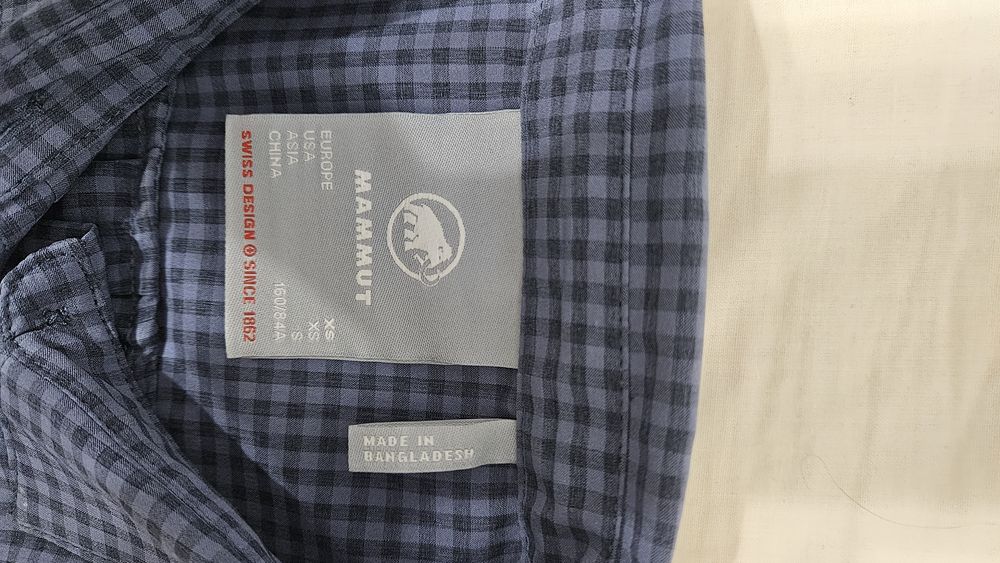 MAMMUT
EUROPE XS
USA XS
ASIA S
CHINA 160/84A
SWISS DESIGN SINCE 1862
MADE IN
BANGLADESH